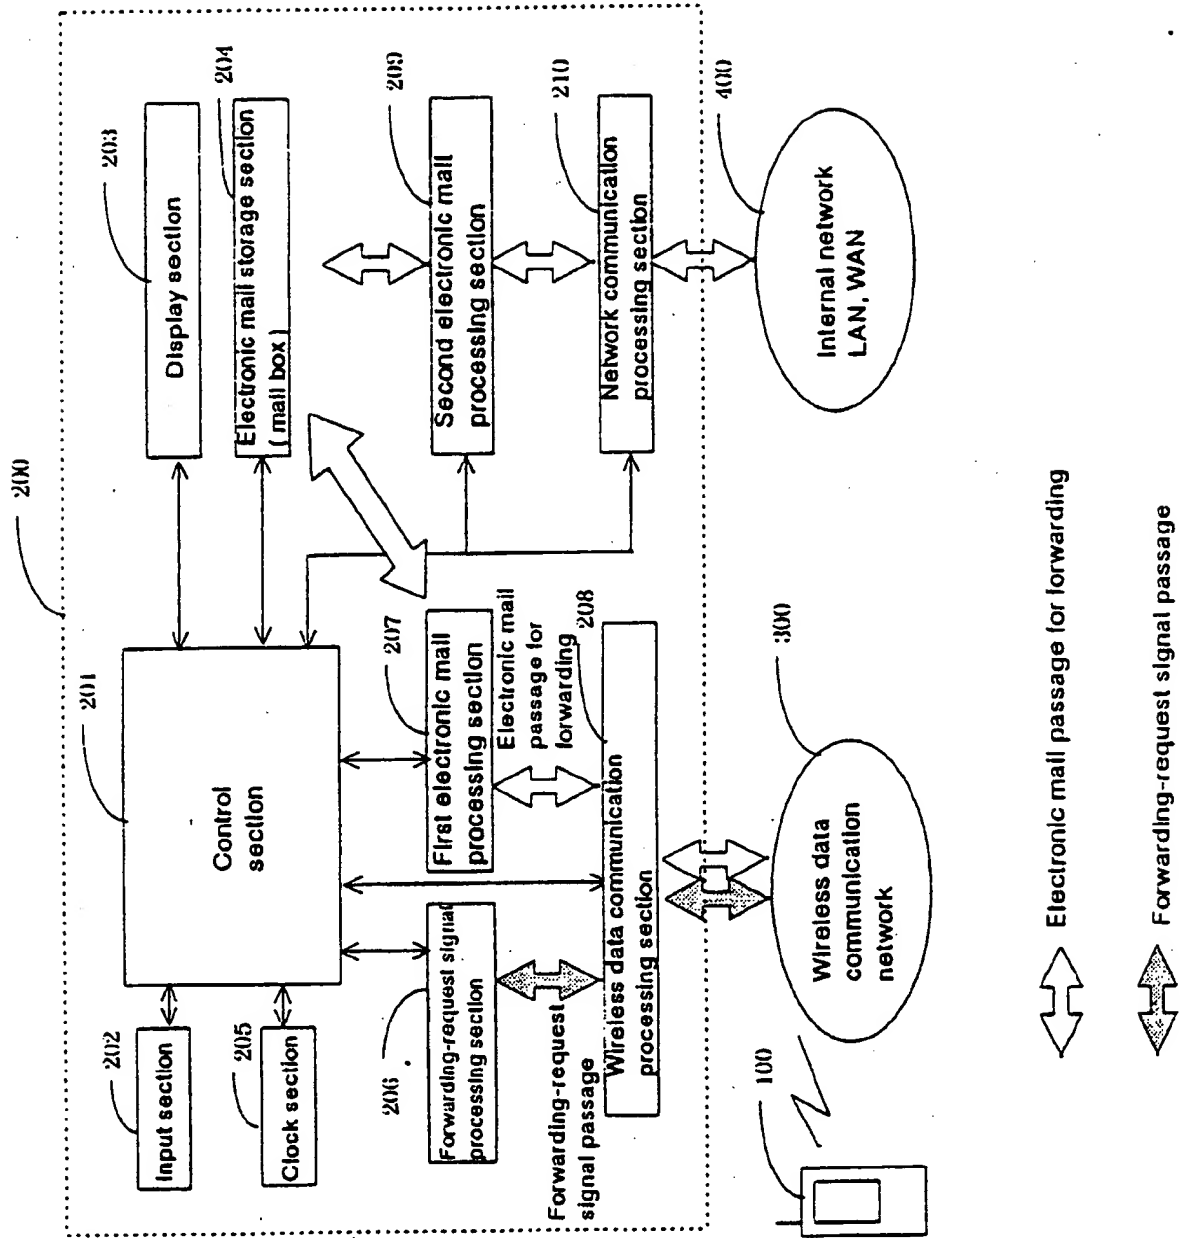 200
201
Control
section
202
Input section
205
Clock section
203
Display section
204
Electronic mail storage section
( mail box )
206
Forwarding-request signal
processing section
207
First electronic mail
processing section
209
Second electronic mail
processing section
Forwarding-request
signal passage
Electronic mail
passage for
forwarding
208
Wireless data communication
processing section
210
Network communication
processing section
100
300
Wireless data
communication
network
400
Internal network
LAN, WAN
Electronic mail passage for forwarding
Forwarding-request signal passage